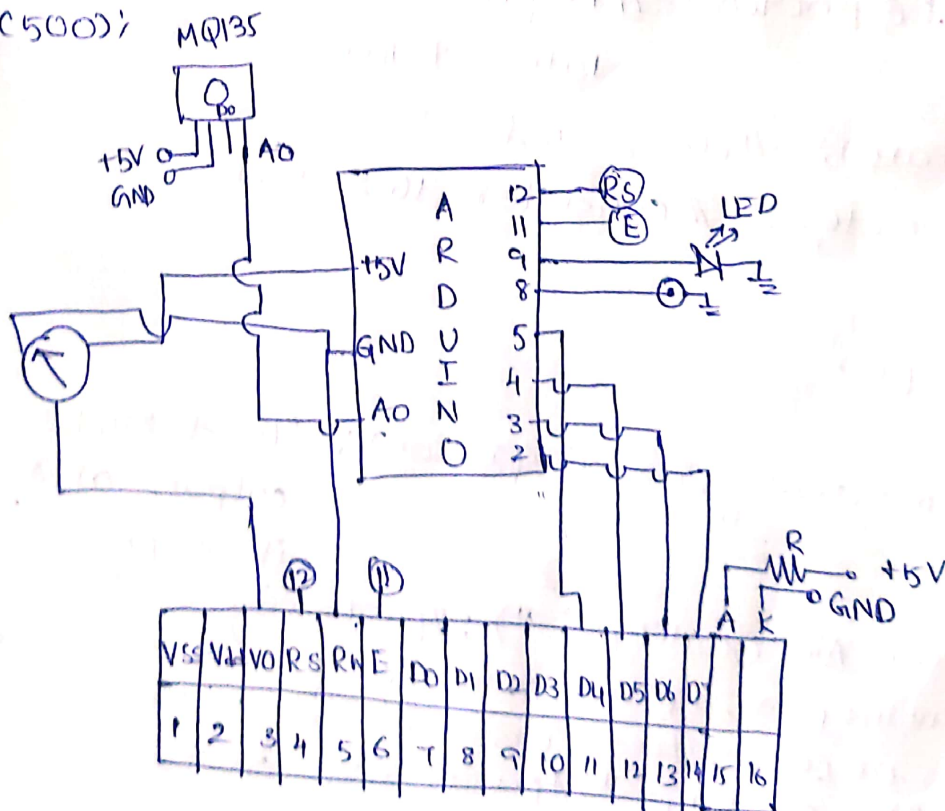 (500);
MQ135
DO
+5V
GND
AO
ARDUINO
+5V
GND
AO
12
11
9
8
5
4
3
2
RS
E
LED
12
11
R
+5V
GND
A K
VSS Vdd VO RS RW E D0 D1 D2 D3 D4 D5 D6 D7
1 2 3 4 5 6 7 8 9 10 11 12 13 14 15 16